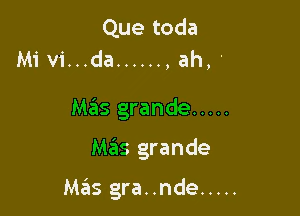 Que toda
Mi vi...da......, ah, '
Más grande.....
Más grande
Más gra..nde.....